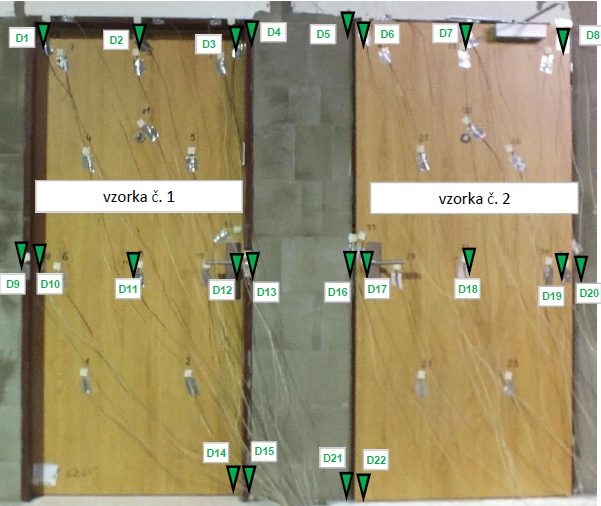 D1
D2
D3
D4
D5
D6
D7
D8
vzorka č. 1
vzorka č. 2
D9
D10
D11
D12
D13
D16
D17
D18
D19
D20
D14
D15
D21
D22